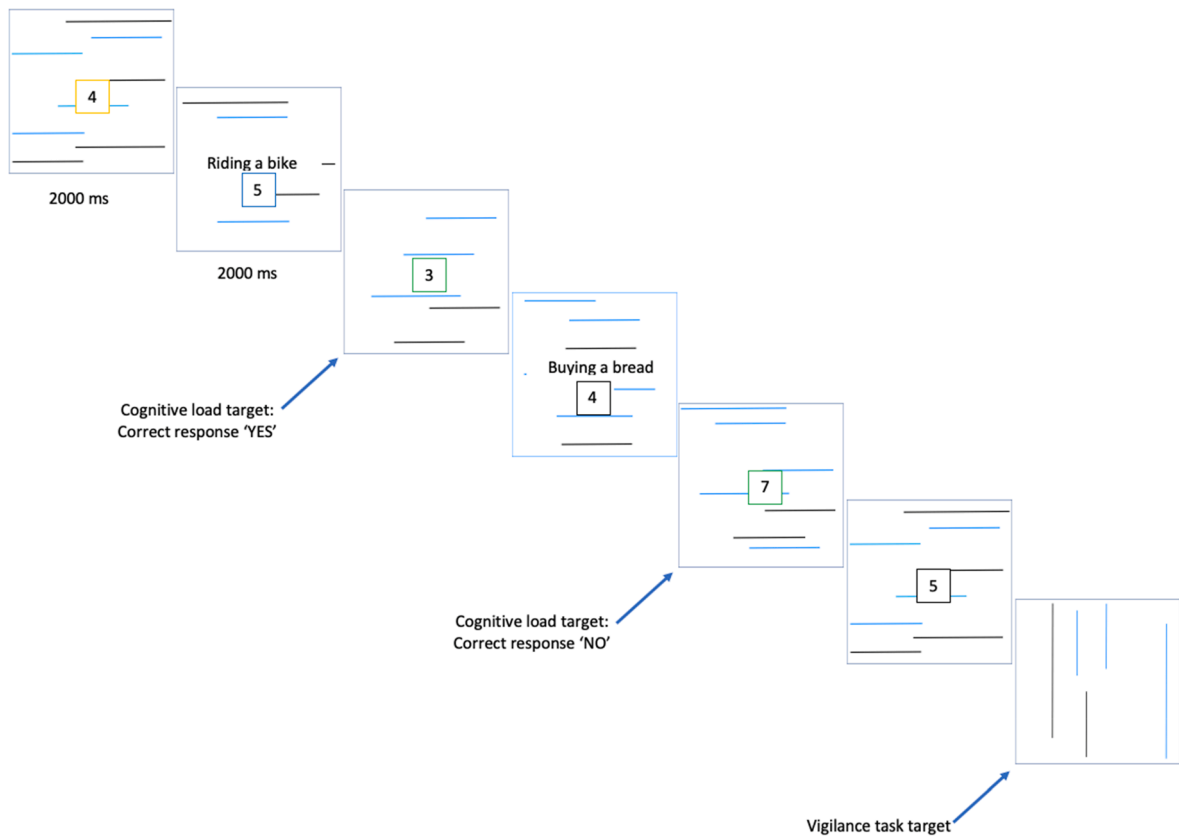 4
2000 ms
Riding a bike
5
2000 ms
3
Cognitive load target:
Correct response ‘YES’
Buying a bread
4
7
Cognitive load target:
Correct response ‘NO’
5
Vigilance task target